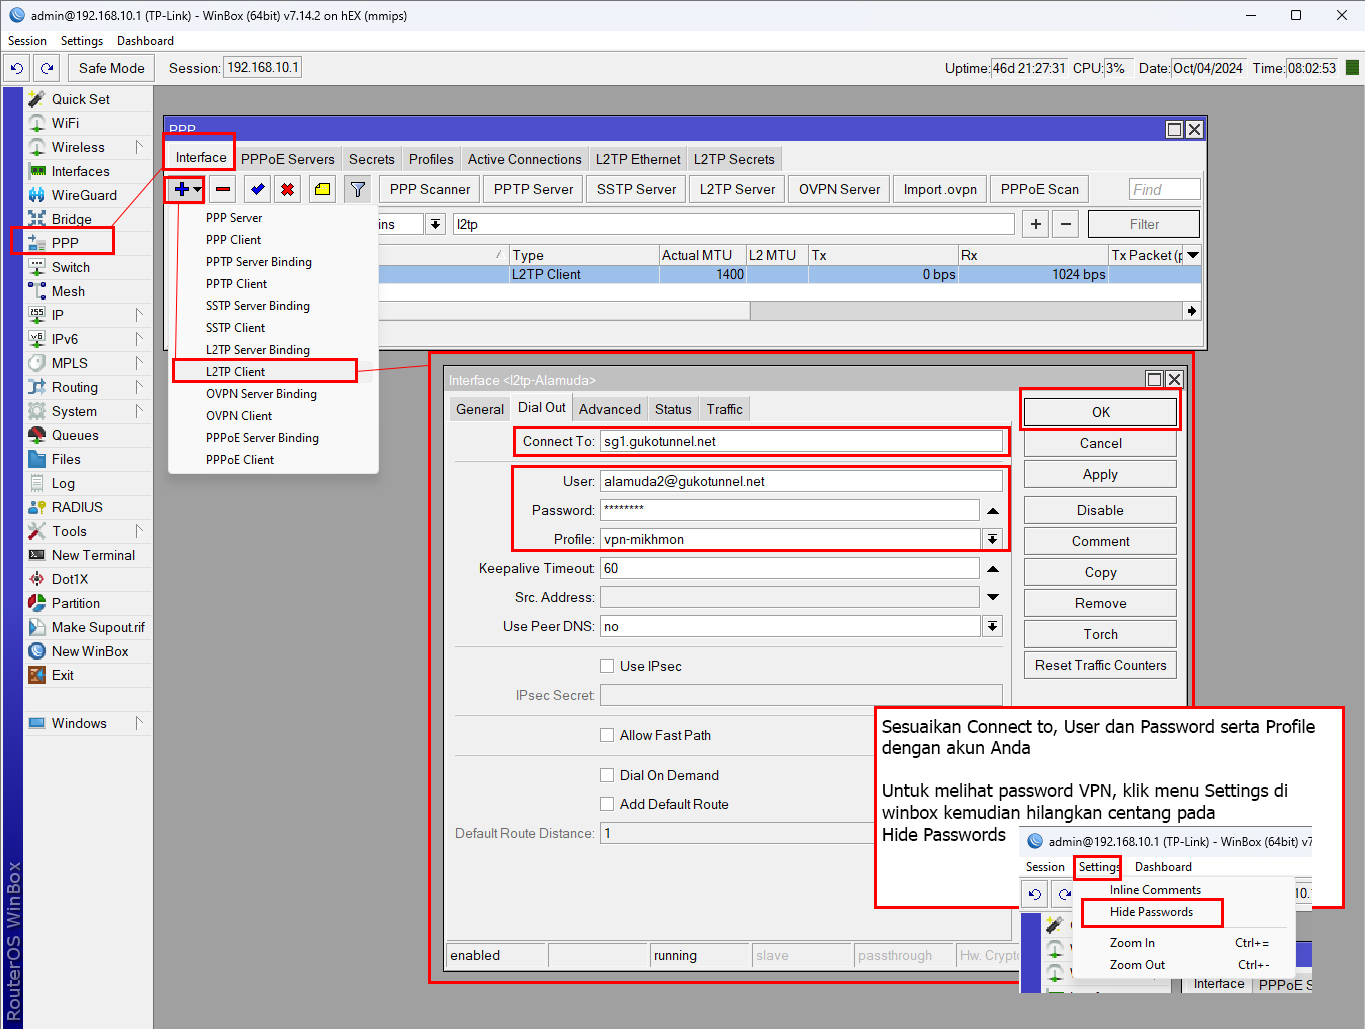 admin@192.168.10.1 (TP-Link) - WinBox (64bit) v7.14.2 on hEX (mmips)
Session Settings Dashboard
Safe Mode Session: 192.168.10.1 Uptime: 46d 21:27:31 CPU: 3% Date: Oct/04/2024 Time: 08:02:53
Quick Set
WiFi
Wireless
Interfaces
WireGuard
Bridge
PPP
Switch
Mesh
IP
IPv6
MPLS
Routing
System
Queues
Files
Log
RADIUS
Tools
New Terminal
Dot1X
Partition
Make Supout.rif
New WinBox
Exit
Windows
RouterOS WinBox
PPP
Interface PPPoE Servers Secrets Profiles Active Connections L2TP Ethernet L2TP Secrets
PPP Scanner PPTP Server SSTP Server L2TP Server OVPN Server Import .ovpn PPPoE Scan Find
ins l2tp Filter
Type Actual MTU L2 MTU Tx Rx Tx Packet (p
L2TP Client 1400 0 bps 1024 bps
PPP Server
PPP Client
PPTP Server Binding
PPTP Client
SSTP Server Binding
SSTP Client
L2TP Server Binding
L2TP Client
OVPN Server Binding
OVPN Client
PPPoE Server Binding
PPPoE Client
Interface <l2tp-Alamuda>
General Dial Out Advanced Status Traffic
Connect To: sg1.gukotunnel.net
User: alamuda2@gukotunnel.net
Password: ********
Profile: vpn-mikhmon
Keepalive Timeout: 60
Src. Address:
Use Peer DNS: no
Use IPsec
IPsec Secret:
Allow Fast Path
Dial On Demand
Add Default Route
Default Route Distance: 1
enabled running slave passthrough Hw. Crypto
OK
Cancel
Apply
Disable
Comment
Copy
Remove
Torch
Reset Traffic Counters
Sesuaikan Connect to, User dan Password serta Profile
dengan akun Anda
Untuk melihat password VPN, klik menu Settings di
winbox kemudian hilangkan centang pada
Hide Passwords
admin@192.168.10.1 (TP-Link) - WinBox (64bit) v7
Session Settings Dashboard
Inline Comments
10.
Hide Passwords
Zoom In Ctrl+=
Zoom Out Ctrl+-
Interface PPPoE S